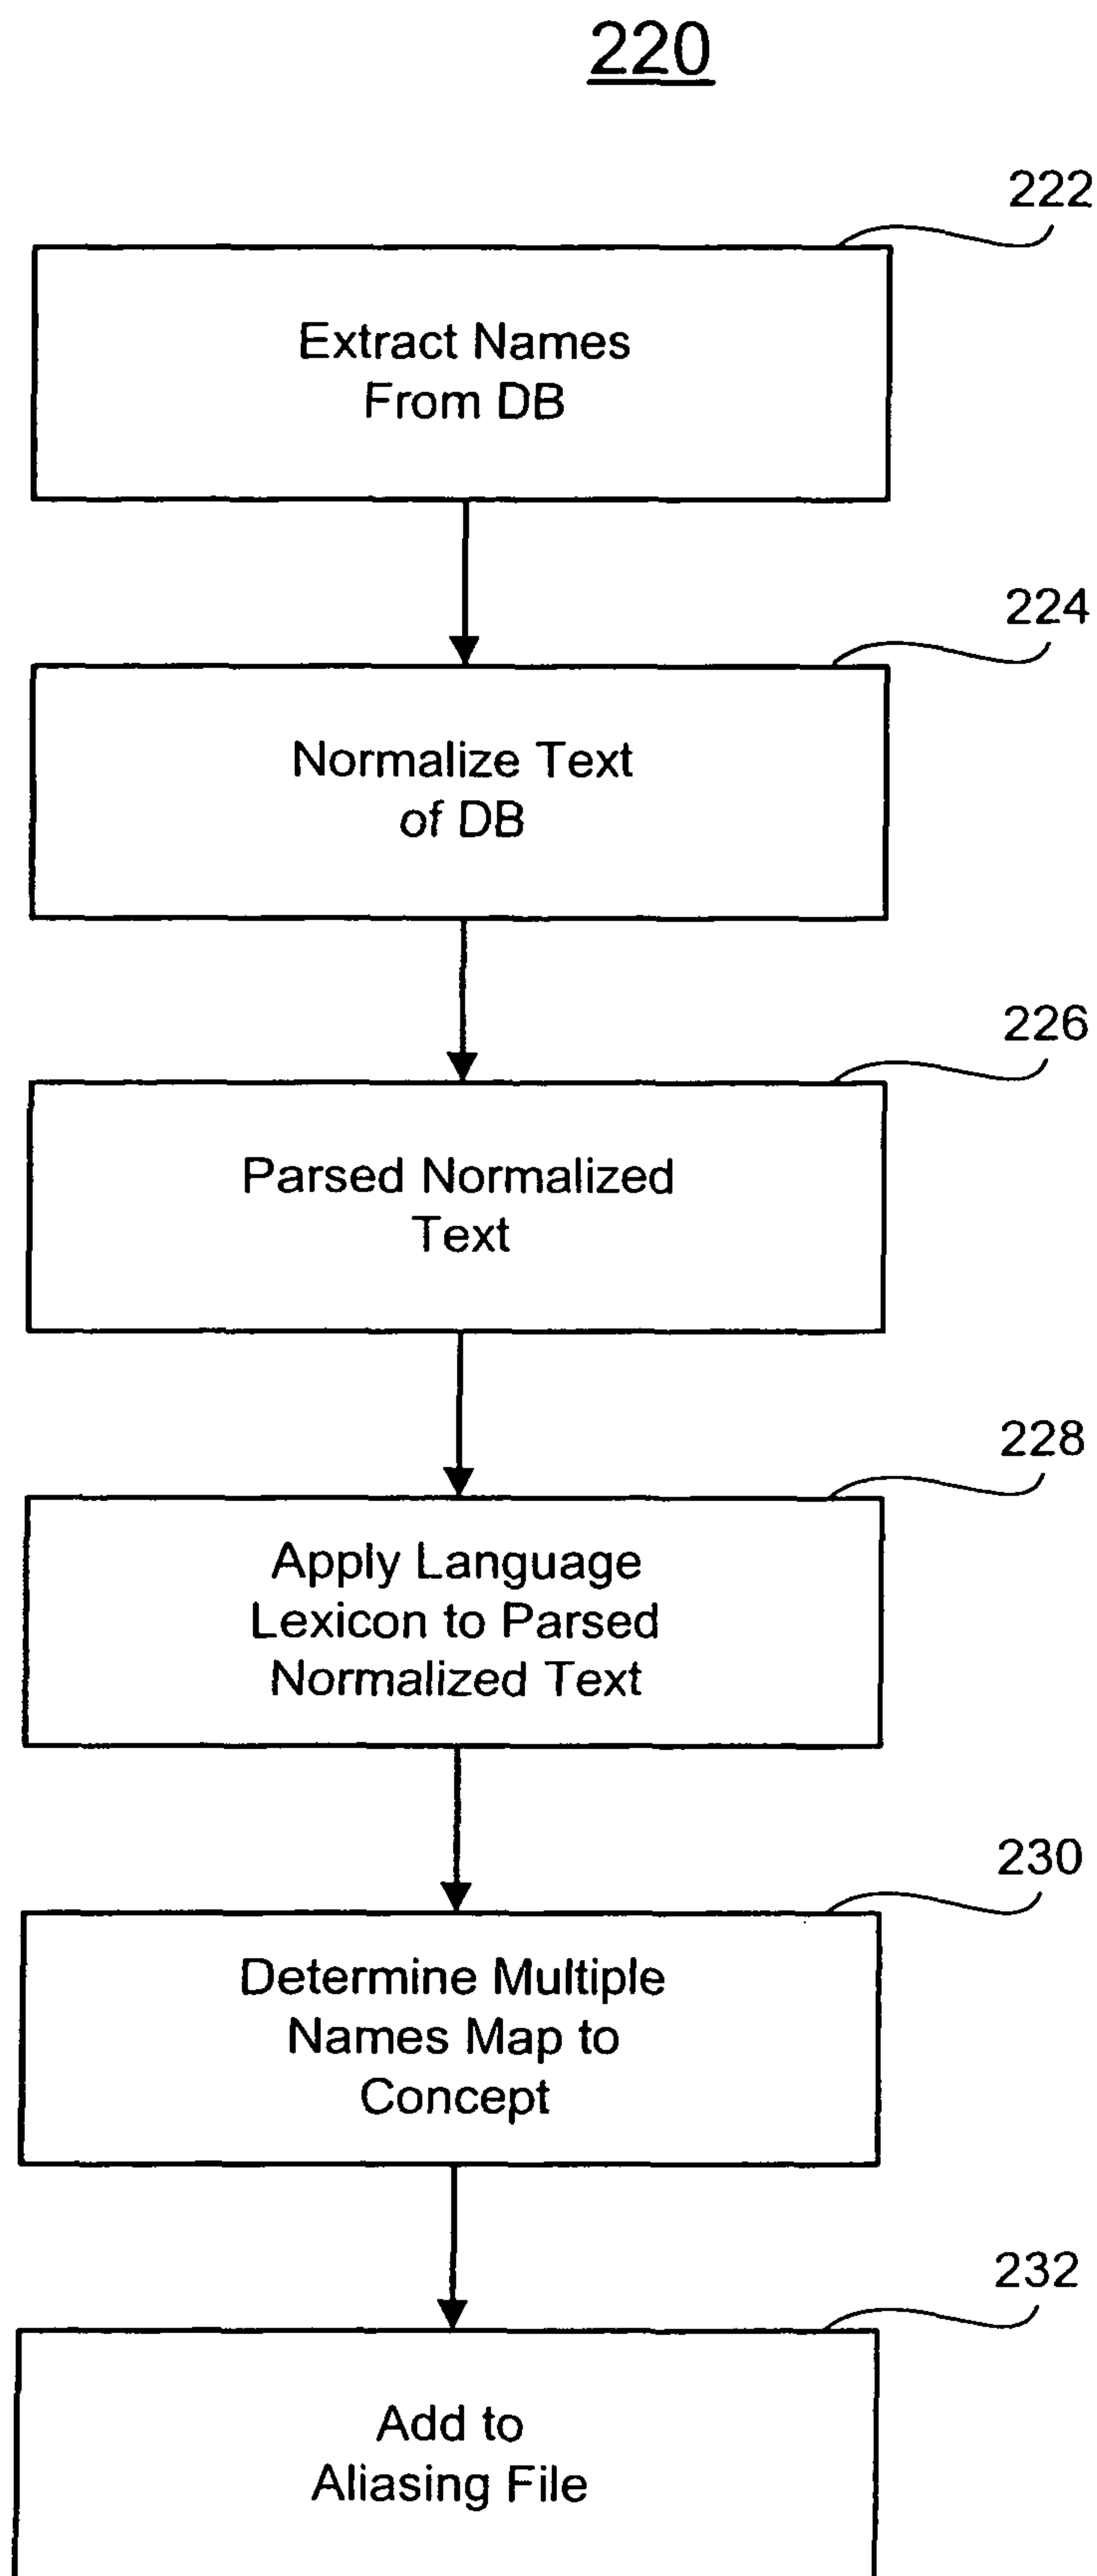 220
222
Extract Names
From DB
224
Normalize Text
of DB
226
Parsed Normalized
Text
228
Apply Language
Lexicon to Parsed
Normalized Text
230
Determine Multiple
Names Map to
Concept
232
Add to
Aliasing File